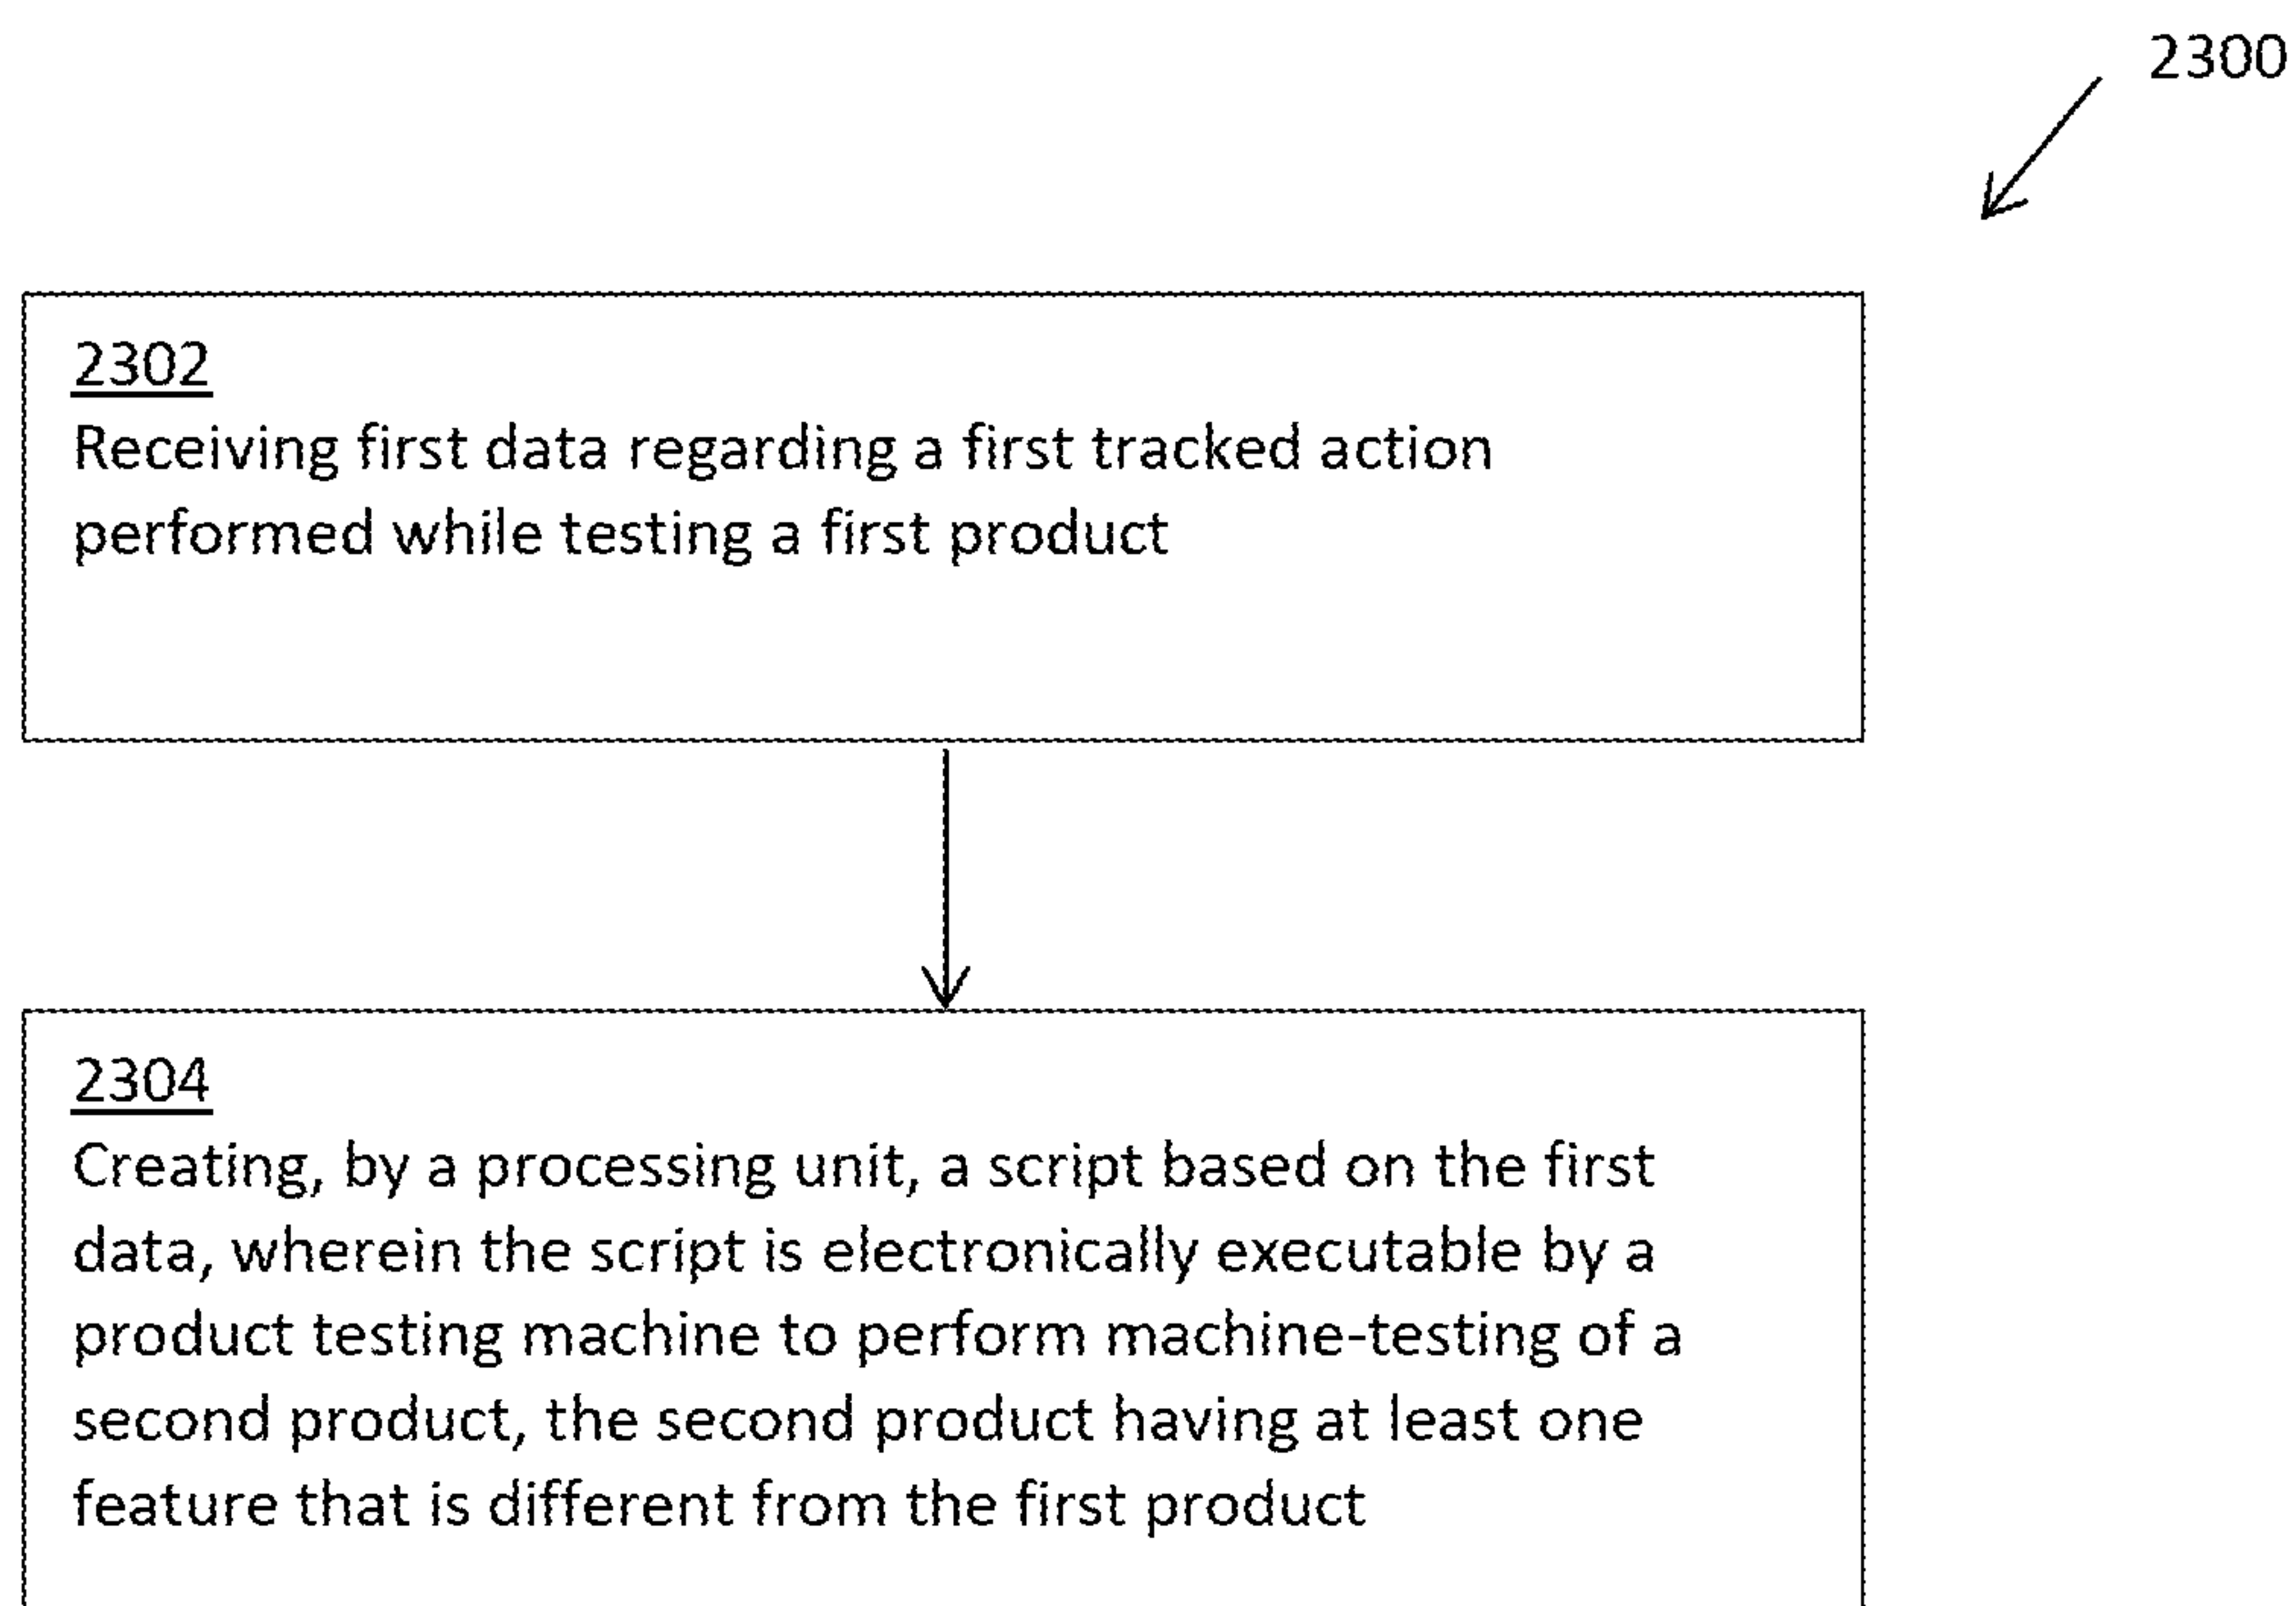 2300
2302
Receiving first data regarding a first tracked action
performed while testing a first product
2304
Creating, by a processing unit, a script based on the first
data, wherein the script is electronically executable by a
product testing machine to perform machine-testing of a
second product, the second product having at least one
feature that is different from the first product